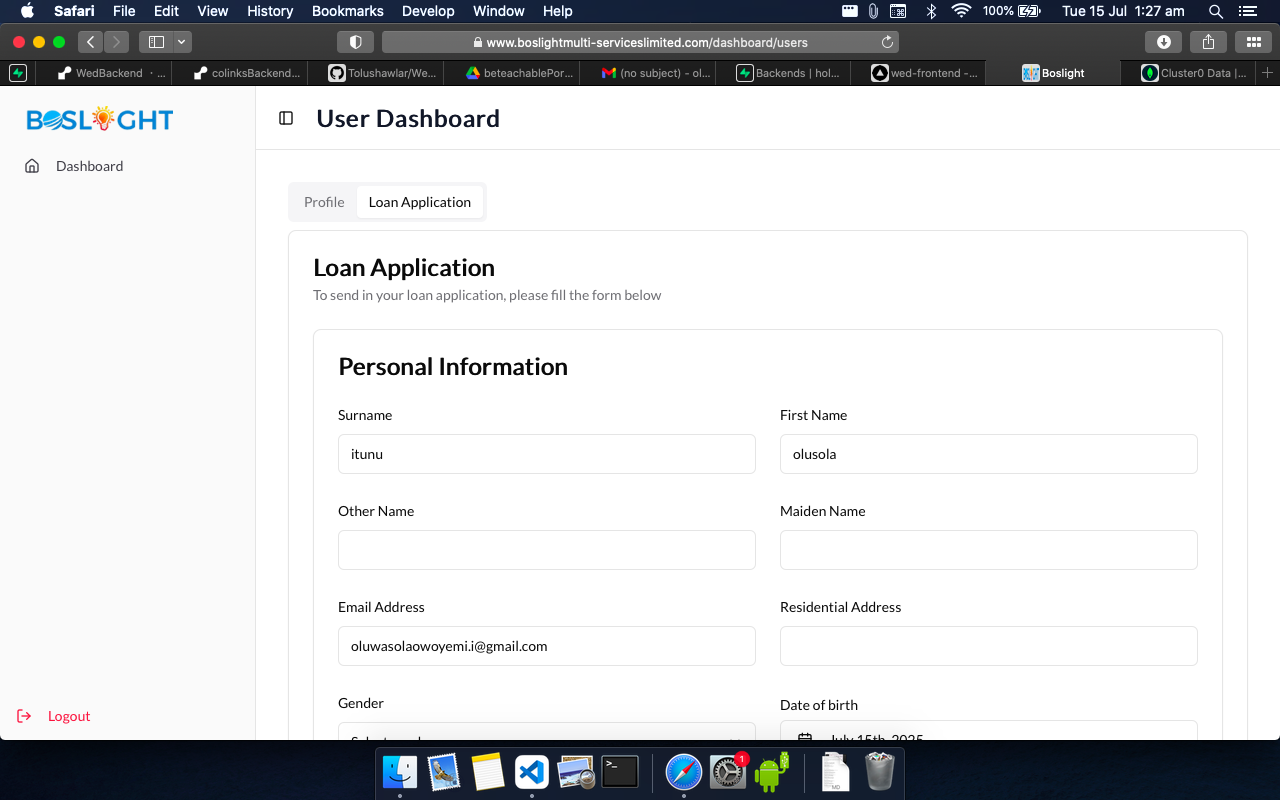 Safari File Edit View History Bookmarks Develop Window Help 100% Tue 15 Jul 1:27 am
www.boslightmulti-serviceslimited.com/dashboard/users
WedBackend · ... colinksBackend... Tolushawlar/We... beteachablePor... (no subject) - ol... Backends | hol... wed-frontend -... Boslight Cluster0 Data |...
BOSLIGHT
User Dashboard
Dashboard
Profile Loan Application
Loan Application
To send in your loan application, please fill the form below
Personal Information
Surname First Name
itunu olusola
Other Name Maiden Name
Email Address Residential Address
oluwasolaowoyemi.i@gmail.com
Gender Date of birth
July 15th, 2025
Logout
1
MD